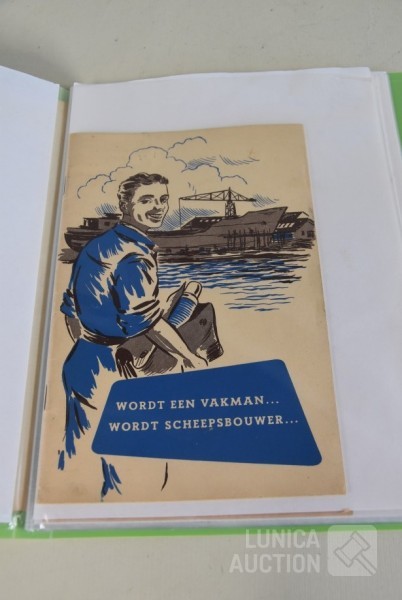 WORDT EEN VAKMAN...
WORDT SCHEEPSBOUWER...
LUNICA
AUCTION